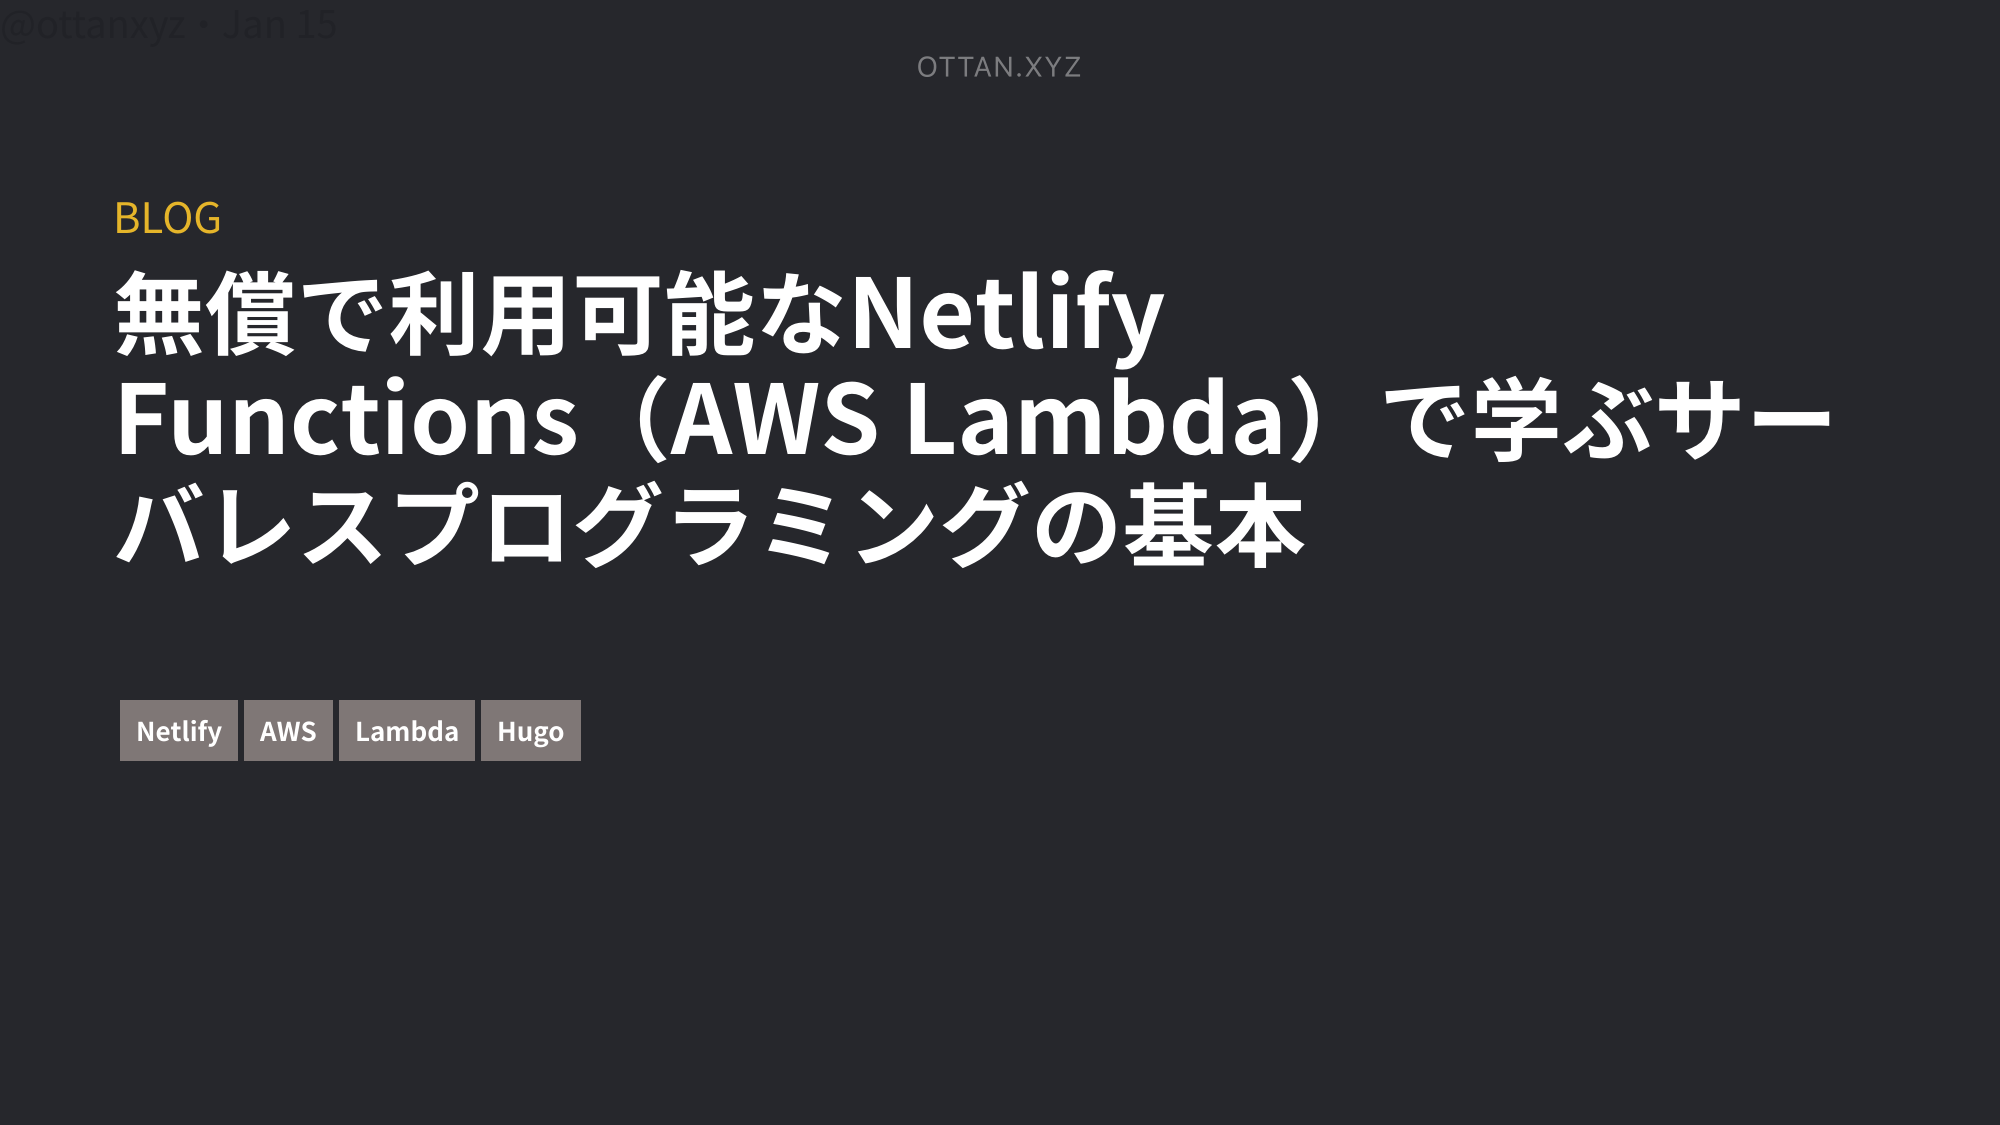 @ottanxyz・Jan 15
OTTAN.XYZ
BLOG
無償で利用可能なNetlify
Functions（AWS Lambda）で学ぶサー
バレスプログラミングの基本
Netlify AWS Lambda Hugo